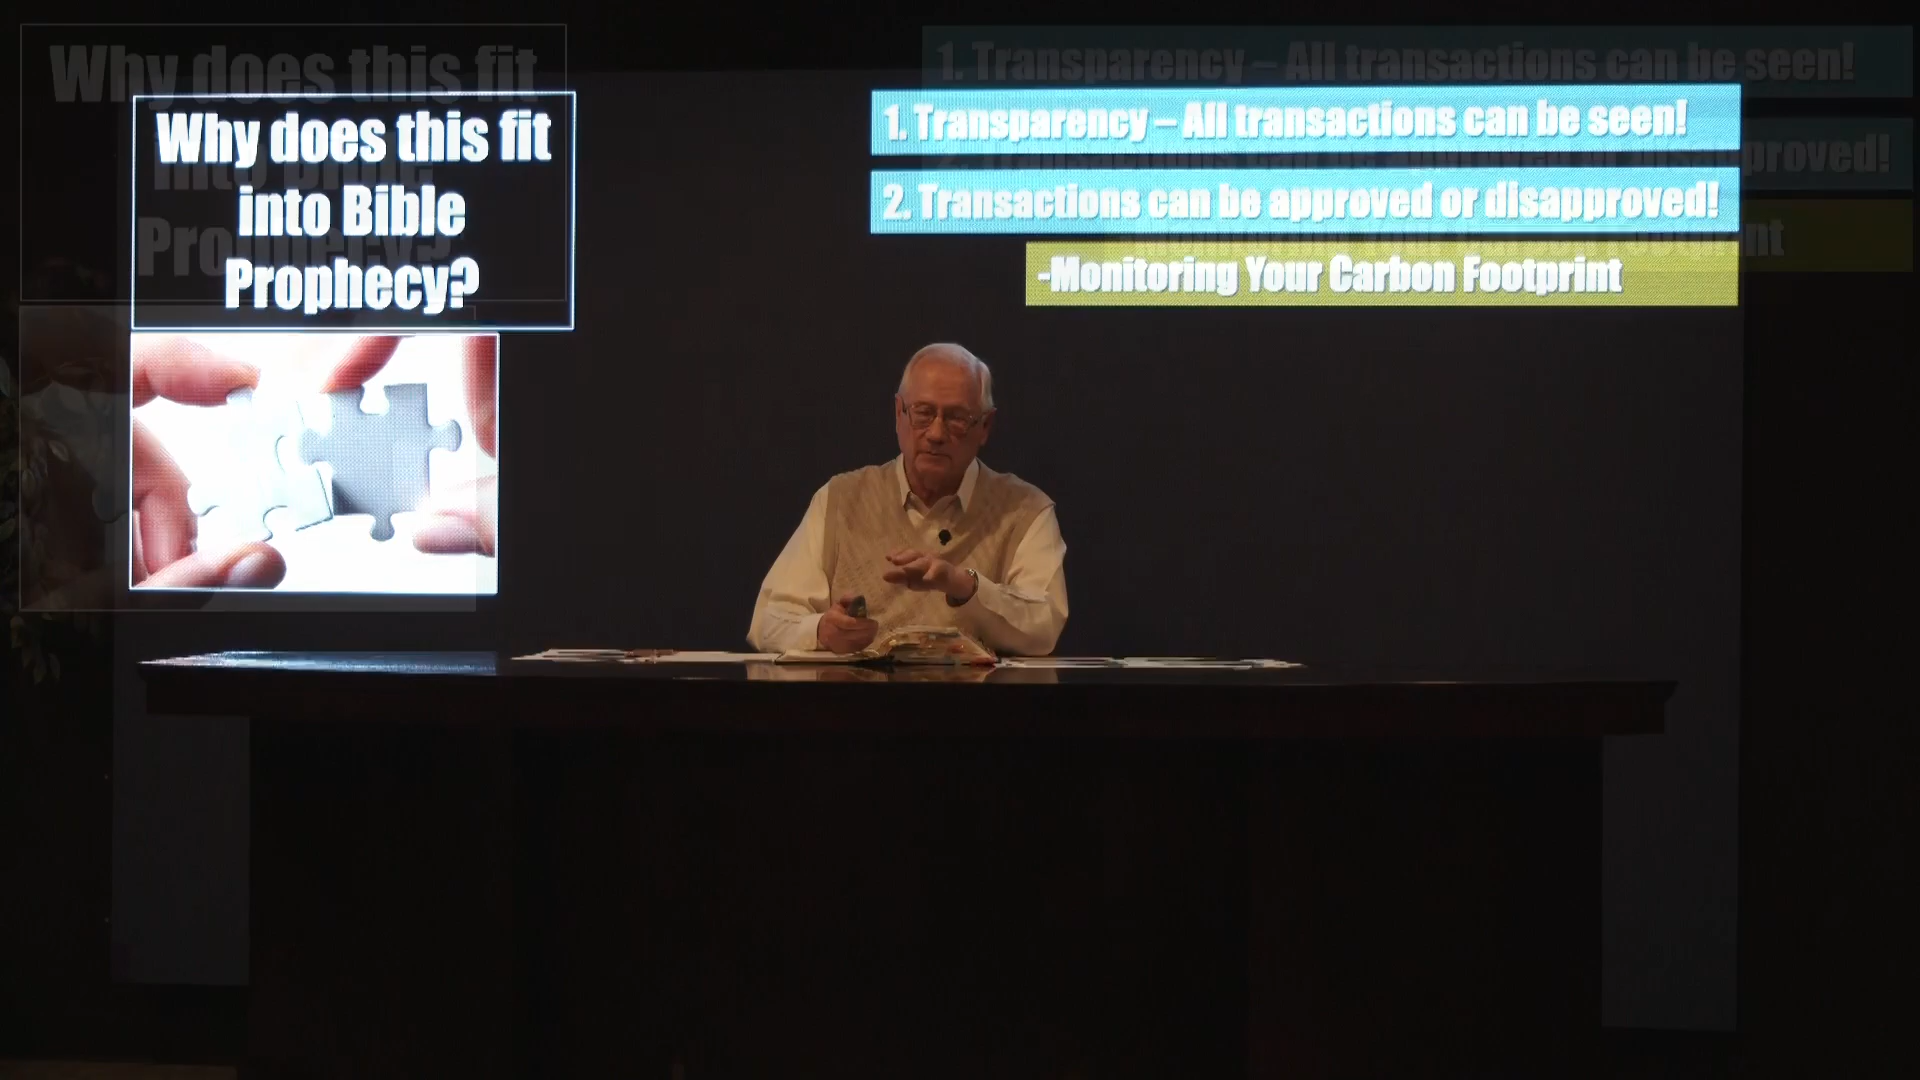 Why does this fit
into Bible
Prophecy?
1. Transparency – All transactions can be seen!
2. Transactions can be approved or disapproved!
-Monitoring Your Carbon Footprint